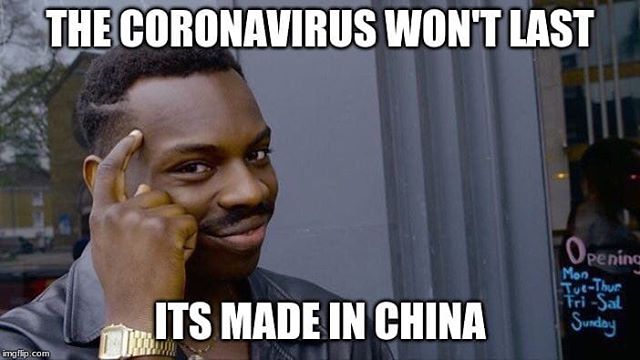 THE CORONAVIRUS WON'T LAST
Opening
Mon
Tue-Thur
Fri-Sat
Sunday
ITS MADE IN CHINA
imgflip.com